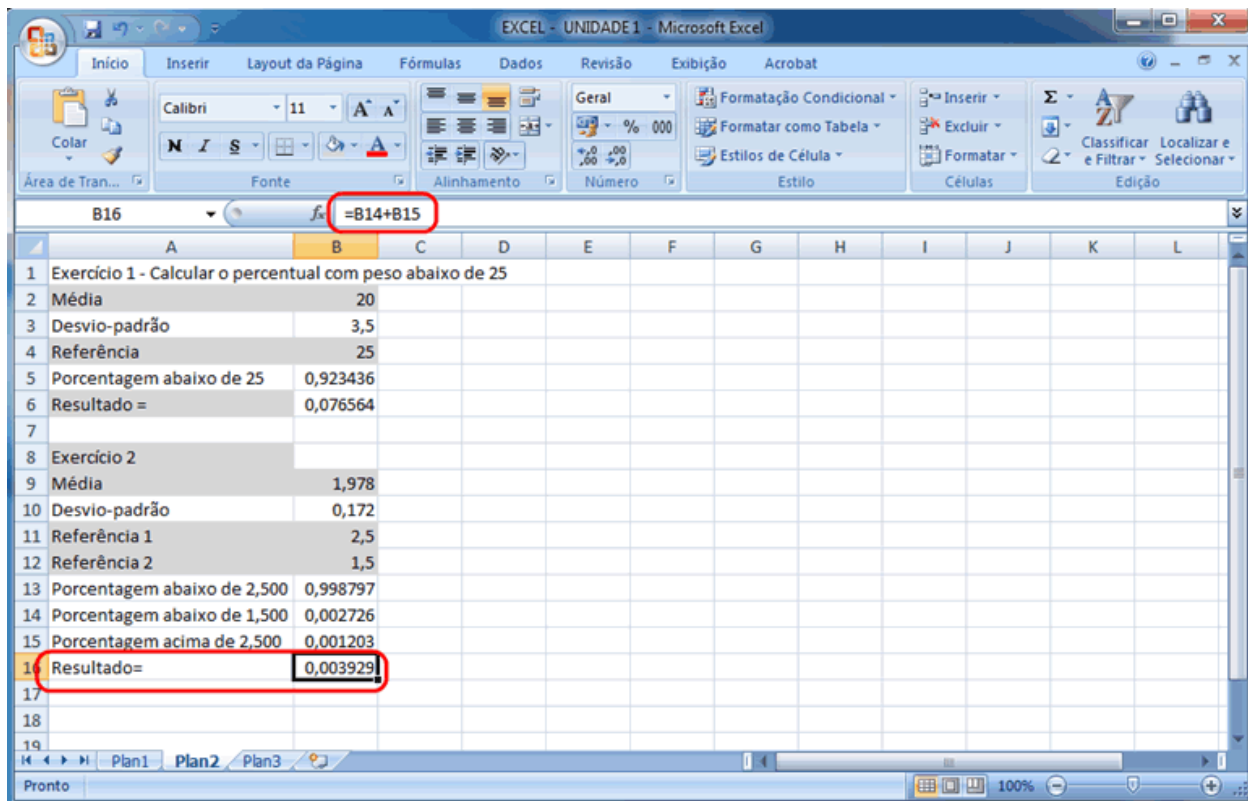 EXCEL - UNIDADE 1 - Microsoft Excel
Início Inserir Layout da Página Fórmulas Dados Revisão Exibição Acrobat
Colar
Calibri 11 A A
N I S A
Geral
% 000
,00 ,0
Formatação Condicional
Formatar como Tabela
Estilos de Célula
Inserir
Excluir
Formatar
Σ
Classificar e Filtrar
Localizar e Selecionar
Área de Tran... Fonte Alinhamento Número Estilo Células Edição
B16 fx =B14+B15
A B C D E F G H I J K L
1 Exercício 1 - Calcular o percentual com peso abaixo de 25
2 Média 20
3 Desvio-padrão 3,5
4 Referência 25
5 Porcentagem abaixo de 25 0,923436
6 Resultado = 0,076564
7
8 Exercício 2
9 Média 1,978
10 Desvio-padrão 0,172
11 Referência 1 2,5
12 Referência 2 1,5
13 Porcentagem abaixo de 2,500 0,998797
14 Porcentagem abaixo de 1,500 0,002726
15 Porcentagem acima de 2,500 0,001203
16 Resultado= 0,003929
17
18
19
Plan1 Plan2 Plan3
Pronto 100%